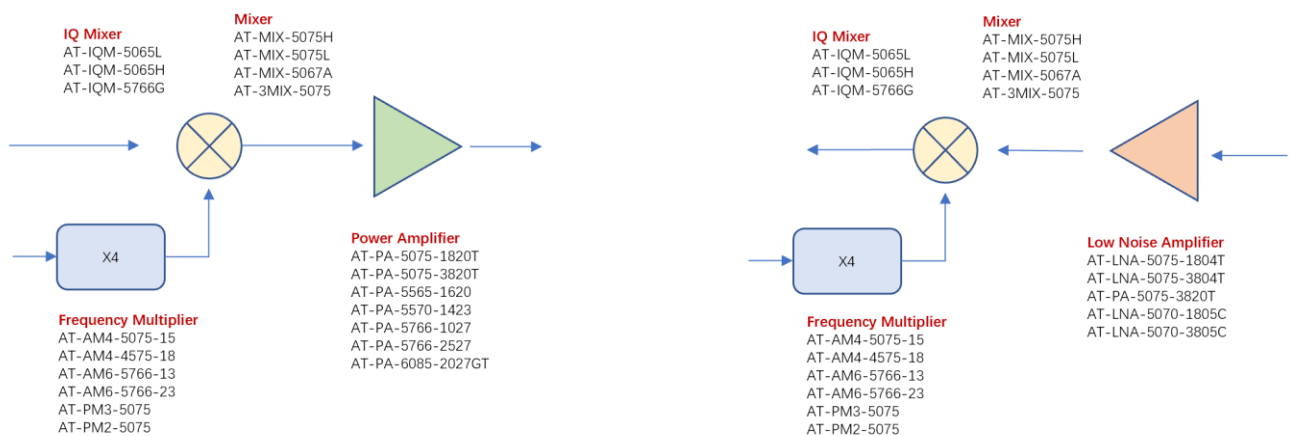 IQ Mixer
AT-IQM-5065L
AT-IQM-5065H
AT-IQM-5766G
Mixer
AT-MIX-5075H
AT-MIX-5075L
AT-MIX-5067A
AT-3MIX-5075
X4
Frequency Multiplier
AT-AM4-5075-15
AT-AM4-4575-18
AT-AM6-5766-13
AT-AM6-5766-23
AT-PM3-5075
AT-PM2-5075
Power Amplifier
AT-PA-5075-1820T
AT-PA-5075-3820T
AT-PA-5565-1620
AT-PA-5570-1423
AT-PA-5766-1027
AT-PA-5766-2527
AT-PA-6085-2027GT
IQ Mixer
AT-IQM-5065L
AT-IQM-5065H
AT-IQM-5766G
Mixer
AT-MIX-5075H
AT-MIX-5075L
AT-MIX-5067A
AT-3MIX-5075
X4
Frequency Multiplier
AT-AM4-5075-15
AT-AM4-4575-18
AT-AM6-5766-13
AT-AM6-5766-23
AT-PM3-5075
AT-PM2-5075
Low Noise Amplifier
AT-LNA-5075-1804T
AT-LNA-5075-3804T
AT-PA-5075-3820T
AT-LNA-5070-1805C
AT-LNA-5070-3805C